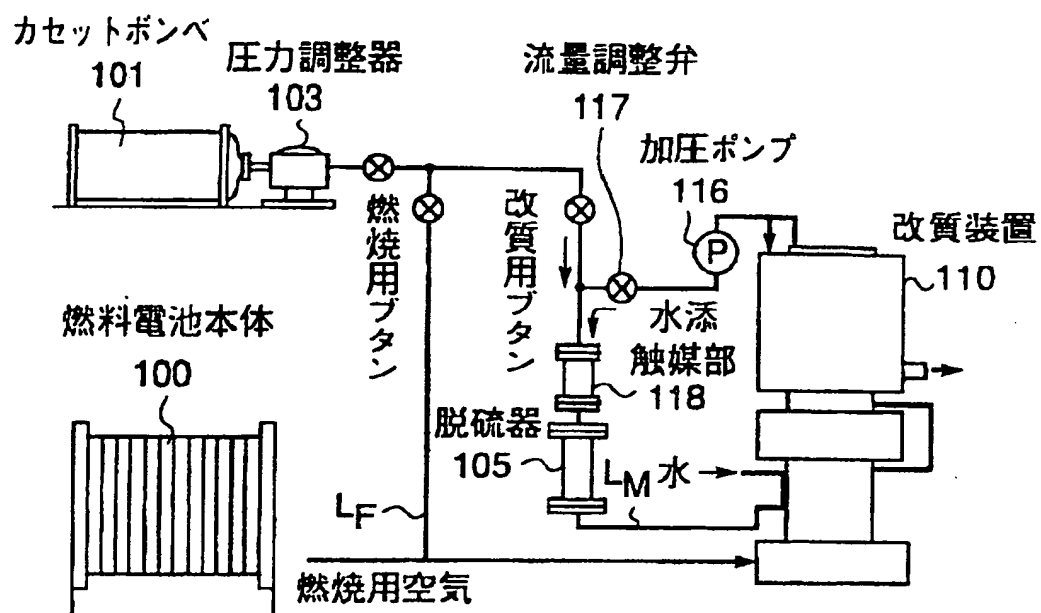 カセットボンベ
101
圧力調整器
103
流量調整弁
117
加圧ポンプ
116
P
改質装置
110
燃焼用ブタン
改質用ブタン
水添
触媒部
118
燃料電池本体
100
脱硫器
105
LM
水
LF
燃焼用空気